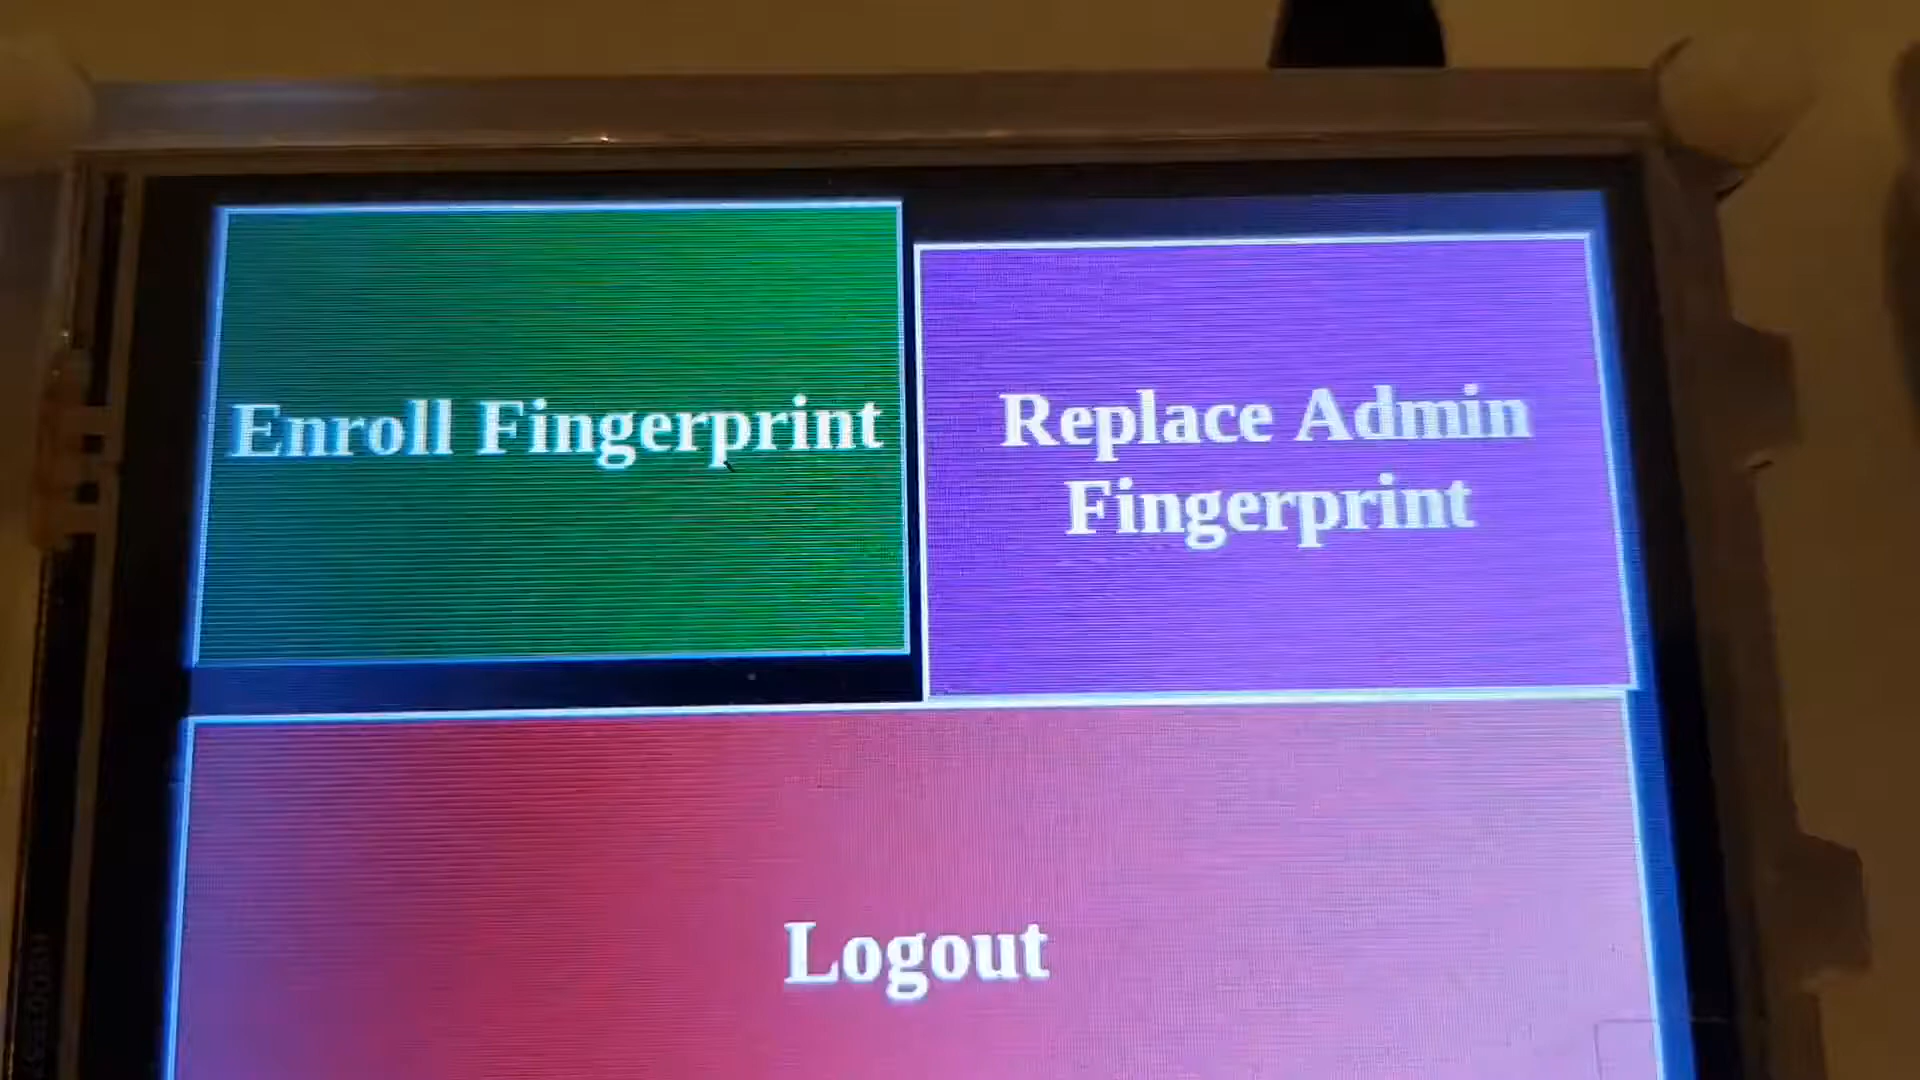 Enroll Fingerprint
Replace Admin
Fingerprint
Logout